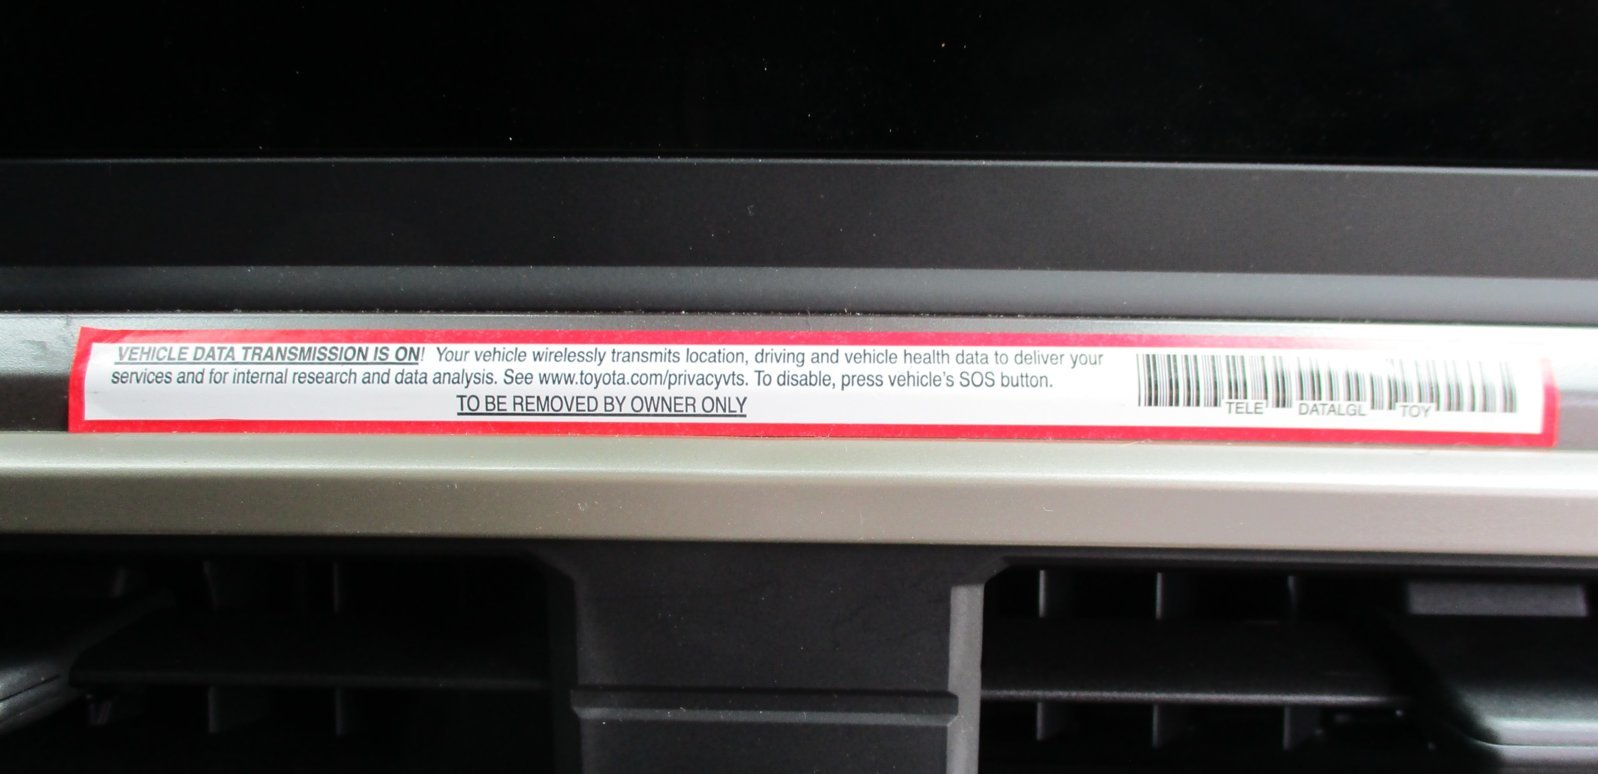 VEHICLE DATA TRANSMISSION IS ON! Your vehicle wirelessly transmits location, driving and vehicle health data to deliver your
services and for internal research and data analysis. See www.toyota.com/privacyvts. To disable, press vehicle's SOS button.
TO BE REMOVED BY OWNER ONLY
TELE DATALGL TOY